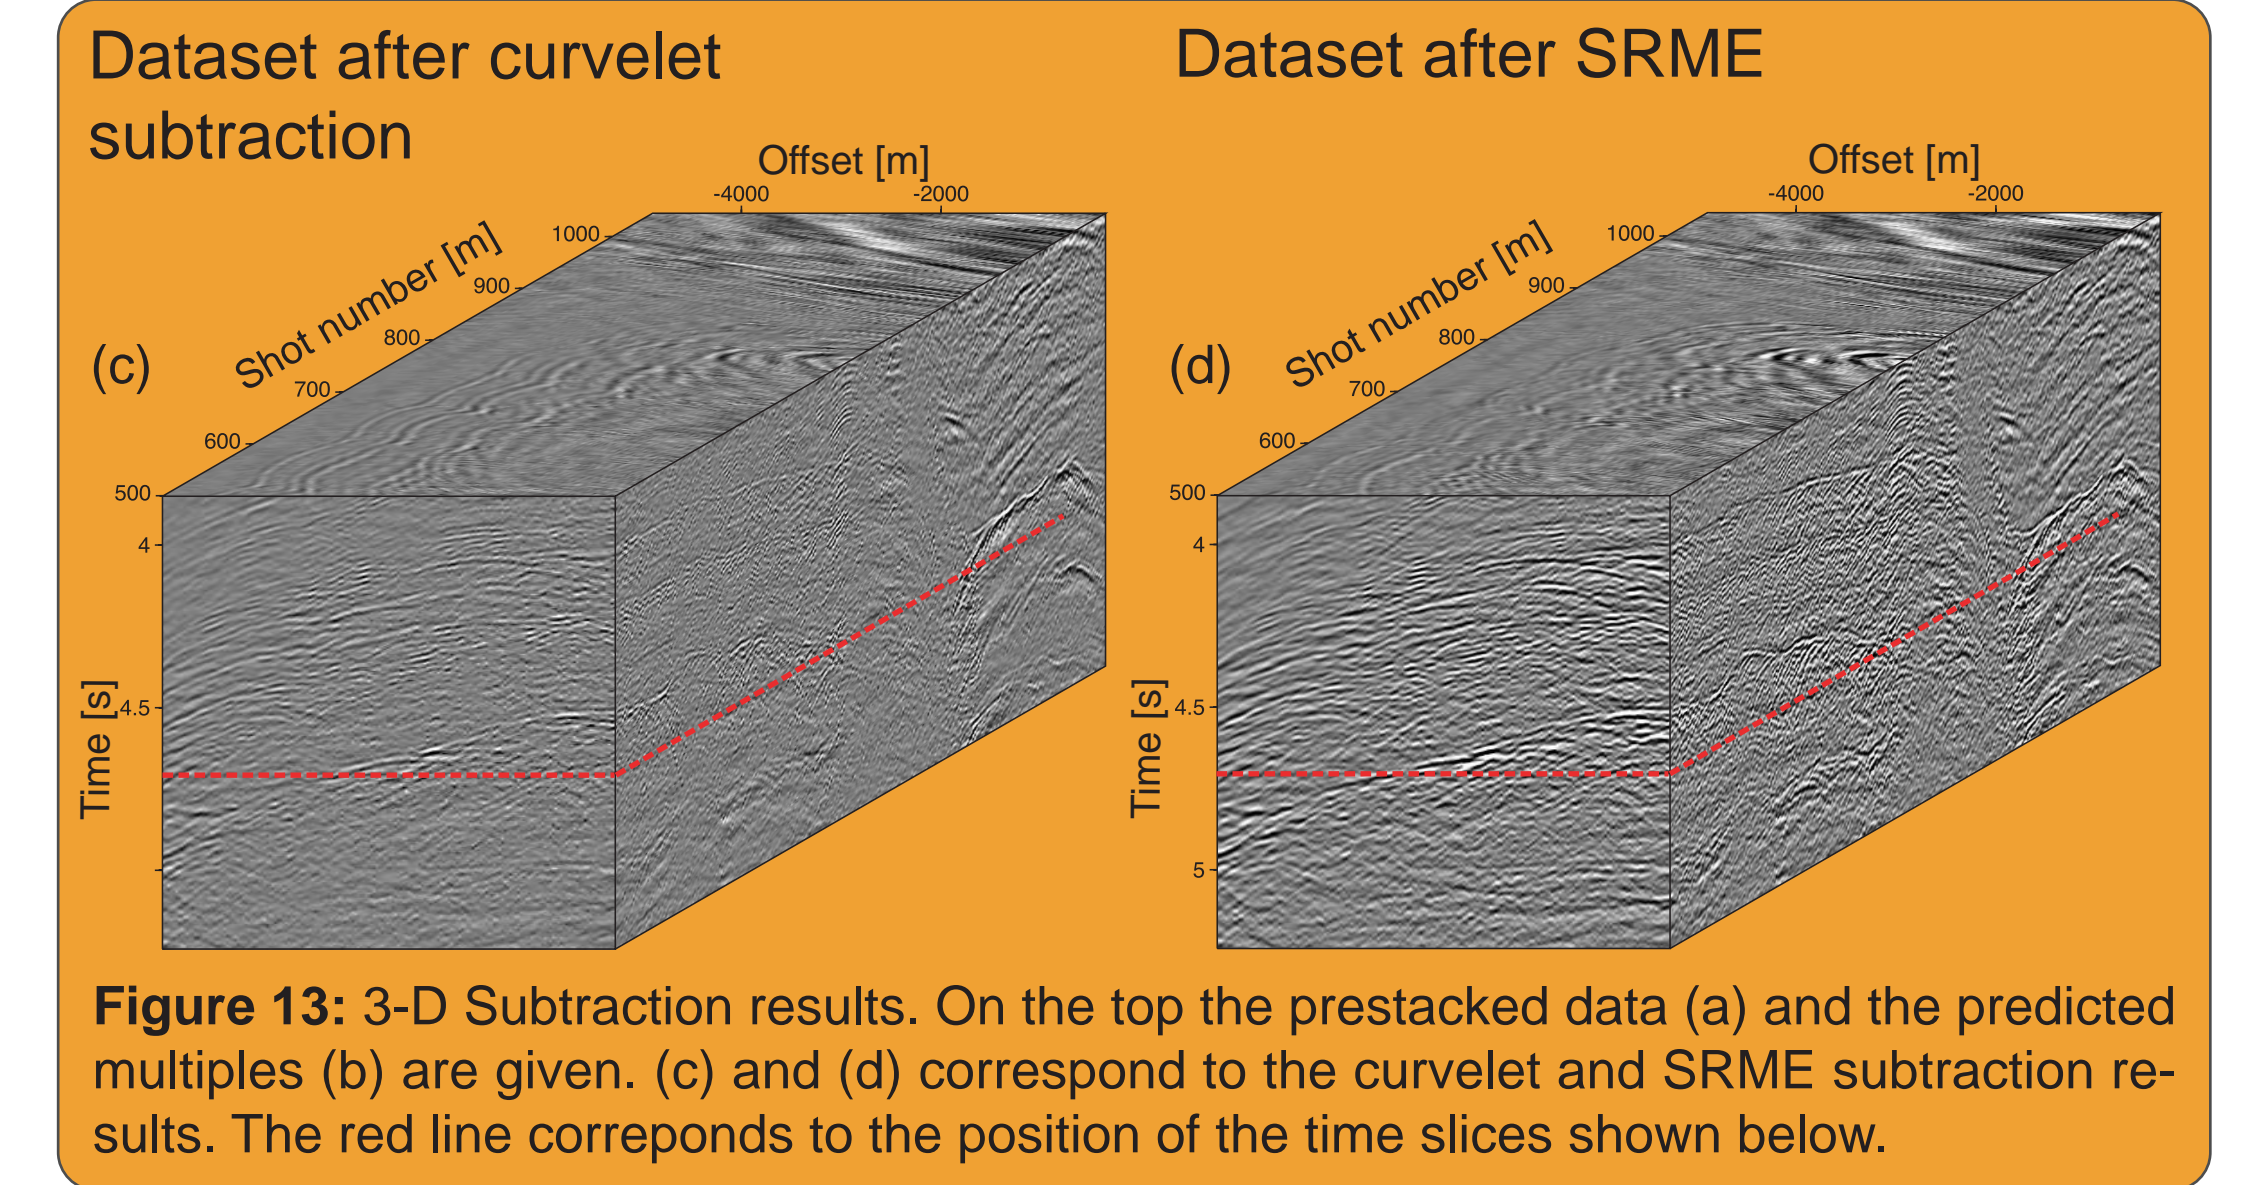 Dataset after curvelet
subtraction
Dataset after SRME
(c)
Offset [m]
-4000 -2000
Shot number [m]
1000
900
800
700
600
500
4
4.5
Time [s]
(d)
Offset [m]
-4000 -2000
Shot number [m]
1000
900
800
700
600
500
4
4.5
5
Time [s]
Figure 13: 3-D Subtraction results. On the top the prestacked data (a) and the predicted
multiples (b) are given. (c) and (d) correspond to the curvelet and SRME subtraction re-
sults. The red line correponds to the position of the time slices shown below.